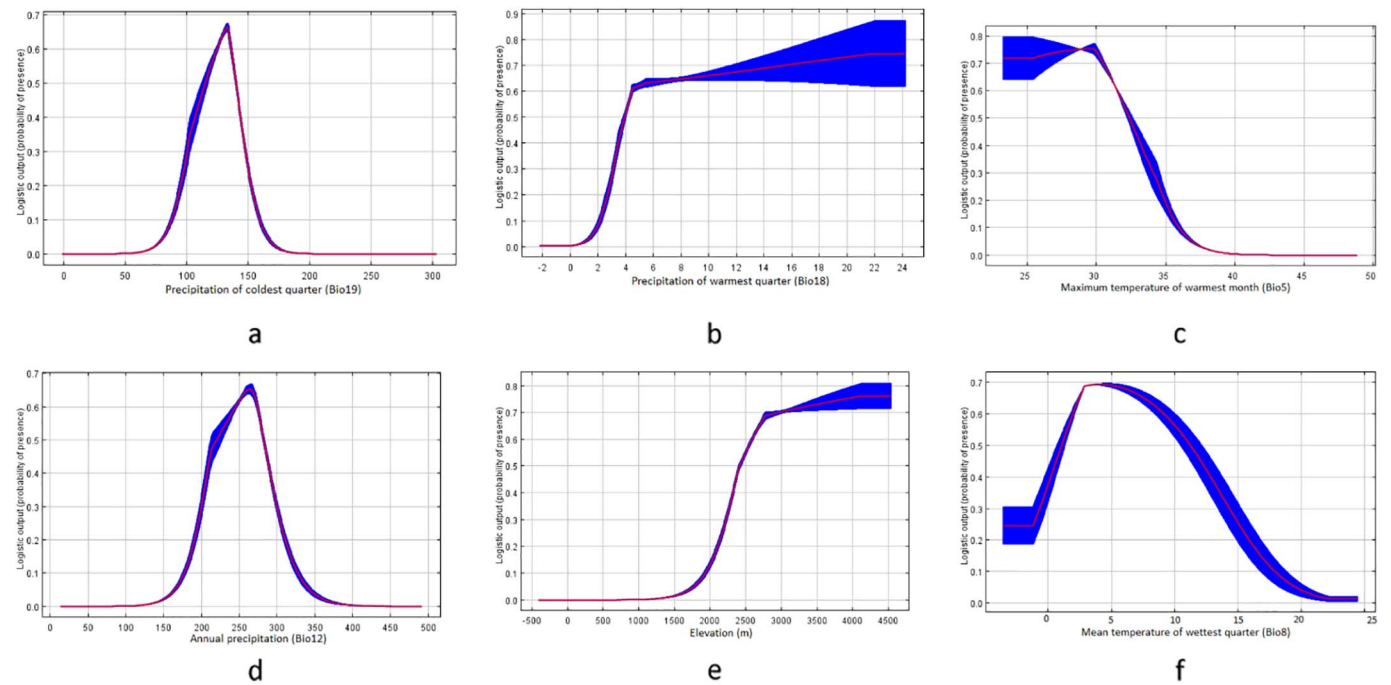 Logistic output (probability of presence)
0.7
0.6
0.5
0.4
0.3
0.2
0.1
0.0
0 50 100 150 200 250 300
Precipitation of coldest quarter (Bio19)
a
Logistic output (probability of presence)
0.9
0.8
0.7
0.6
0.5
0.4
0.3
0.2
0.1
0.0
-2 0 2 4 6 8 10 12 14 16 18 20 22 24
Precipitation of warmest quarter (Bio18)
b
Logistic output (probability of presence)
0.8
0.7
0.6
0.5
0.4
0.3
0.2
0.1
0.0
25 30 35 40 45 50
Maximum temperature of warmest month (Bio5)
c
Logistic output (probability of presence)
0.7
0.6
0.5
0.4
0.3
0.2
0.1
0.0
0 50 100 150 200 250 300 350 400 450 500
Annual precipitation (Bio12)
d
Logistic output (probability of presence)
0.8
0.7
0.6
0.5
0.4
0.3
0.2
0.1
0.0
-500 0 500 1000 1500 2000 2500 3000 3500 4000 4500
Elevation (m)
e
Logistic output (probability of presence)
0.7
0.6
0.5
0.4
0.3
0.2
0.1
0.0
0 5 10 15 20 25
Mean temperature of wettest quarter (Bio8)
f